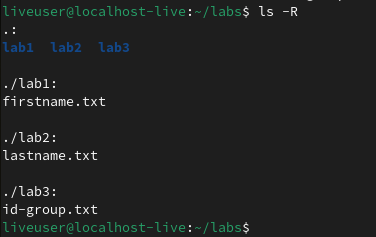 liveuser@localhost-live:~/labs$ ls -R
.:
lab1  lab2  lab3

./lab1:
firstname.txt

./lab2:
lastname.txt

./lab3:
id-group.txt
liveuser@localhost-live:~/labs$